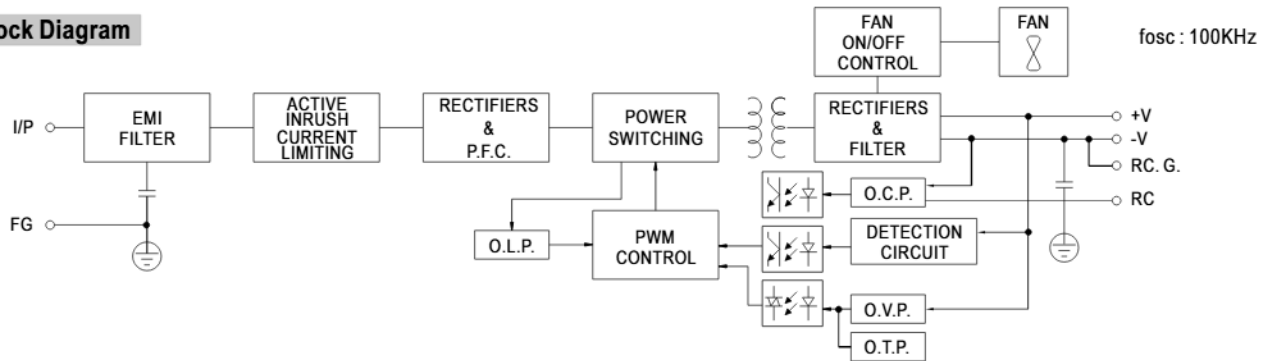 ock Diagram
fosc : 100KHz
FAN
ON/OFF
CONTROL
FAN
I/P
EMI
FILTER
ACTIVE
INRUSH
CURRENT
LIMITING
RECTIFIERS
&
P.F.C.
POWER
SWITCHING
RECTIFIERS
&
FILTER
+V
-V
RC. G.
RC
FG
O.L.P.
PWM
CONTROL
O.C.P.
DETECTION
CIRCUIT
O.V.P.
O.T.P.